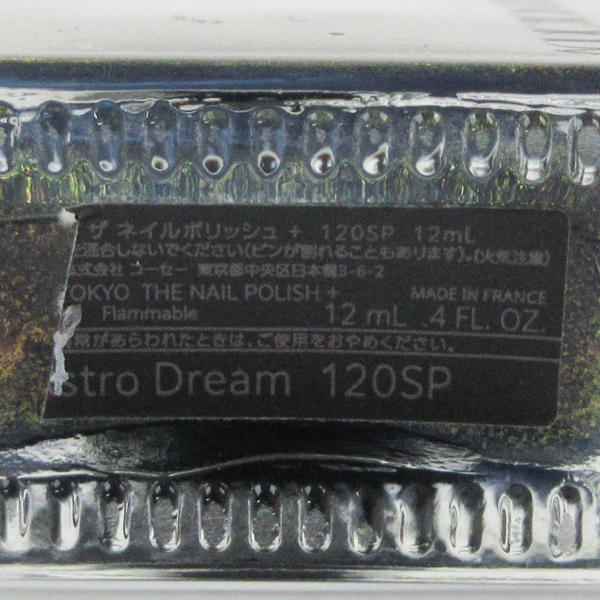 ザ ネイルポリッシュ + 120SP 12mL
混合しないでください(ビンが割れることもあります)。(火気注意)
式会社 コーセー 東京都中央区日本橋3-6-2
OKYO THE NAIL POLISH + MADE IN FRANCE
Flammable 12 mL .4 FL. OZ.
常があらわれたときは、ご使用をおやめください。
stro Dream 120SP